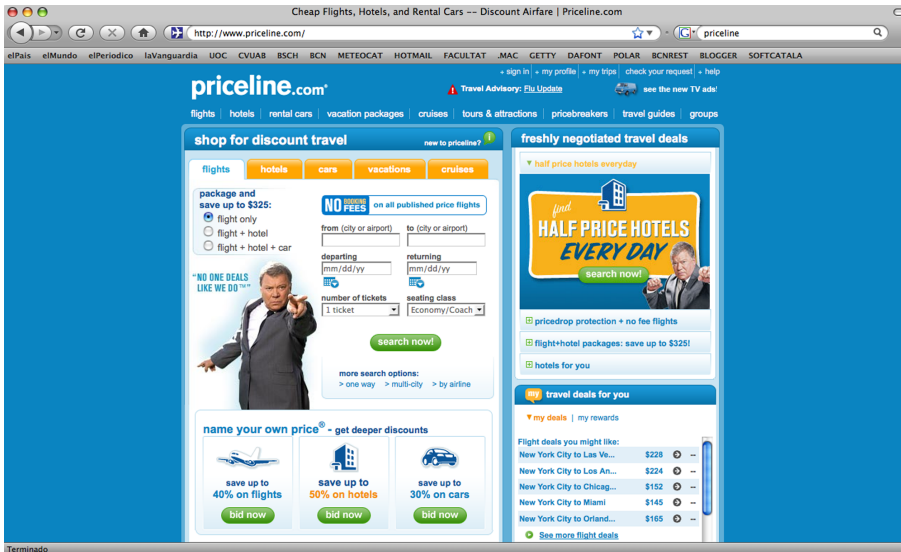 Cheap Flights, Hotels, and Rental Cars -- Discount Airfare | Priceline.com
http://www.priceline.com/
priceline
elPaís elMundo elPeriodico laVanguardia UOC CVUAB BSCH BCN METEOCAT HOTMAIL FACULTAT .MAC GETTY DAFONT POLAR BCNREST BLOGGER SOFTCATALA
+ sign in + my profile + my trips check your request + help
priceline.com®
Travel Advisory: Flu Update
see the new TV ads!
flights hotels rental cars vacation packages cruises tours & attractions pricebreakers travel guides groups
shop for discount travel
new to priceline?
flights hotels cars vacations cruises
package and
save up to $325:
flight only
flight + hotel
flight + hotel + car
NO BOOKING FEES on all published price flights
from (city or airport) to (city or airport)
departing returning
mm/dd/yy mm/dd/yy
number of tickets seating class
1 ticket Economy/Coach
"NO ONE DEALS
LIKE WE DO"™
search now!
more search options:
> one way > multi-city > by airline
name your own price® - get deeper discounts
save up to
40% on flights
bid now
save up to
50% on hotels
bid now
save up to
30% on cars
bid now
freshly negotiated travel deals
half price hotels everyday
find
HALF PRICE HOTELS
EVERY DAY
search now!
pricedrop protection + no fee flights
flight+hotel packages: save up to $325!
hotels for you
my travel deals for you
my deals | my rewards
Flight deals you might like:
New York City to Las Ve... $228 --
New York City to Los An... $224 --
New York City to Chicag... $152 --
New York City to Miami $145 --
New York City to Orland... $165 --
See more flight deals
Terminado